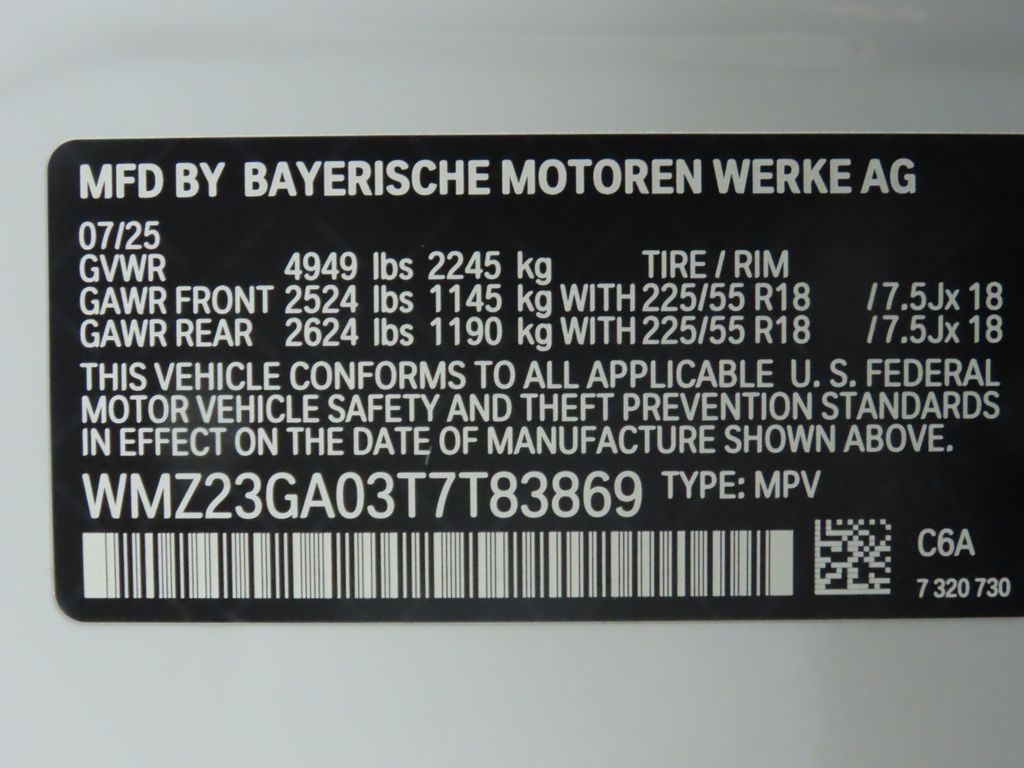 MFD BY BAYERISCHE MOTOREN WERKE AG
07/25
GVWR 4949 lbs 2245 kg TIRE / RIM
GAWR FRONT 2524 lbs 1145 kg WITH 225/55 R18 / 7.5Jx 18
GAWR REAR 2624 lbs 1190 kg WITH 225/55 R18 / 7.5Jx 18
THIS VEHICLE CONFORMS TO ALL APPLICABLE U. S. FEDERAL
MOTOR VEHICLE SAFETY AND THEFT PREVENTION STANDARDS
IN EFFECT ON THE DATE OF MANUFACTURE SHOWN ABOVE.
WMZ23GA03T7T83869 TYPE: MPV
C6A
7 320 730